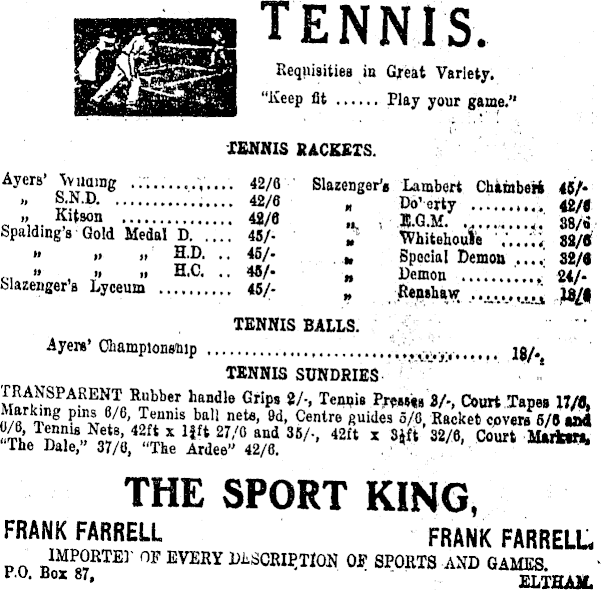 TENNIS.
Requisities in Great Variety.
"Keep fit ...... Play your game."
TENNIS RACKETS.
Ayers' Wilding ............. 42/6
„ S.N.D. .............. 42/6
„ Kitson .............. 42/6
Spalding's Gold Medal D. .... 45/-
„ „ „ H.D. .. 45/-
„ „ „ H.C. .. 45/-
Slazenger's Lyceum .......... 45/-
Slazenger's Lambert Chambers 45/-
„ Do'erty .......... 42/6
„ E.G.M. .......... 38/6
„ Whitehouse ...... 32/6
„ Special Demon .... 32/6
„ Demon .......... 24/-
„ Renshaw .......... 18/6
TENNIS BALLS.
Ayers' Championship ........................................ 18/-.
TENNIS SUNDRIES
TRANSPARENT Rubber handle Grips 2/-, Tennis Presses 3/-, Court Tapes 17/6,
Marking pins 6/6, Tennis ball nets, 9d, Centre guides 5/6, Racket covers 5/6 and
6/6, Tennis Nets, 42ft x 27/6 and 35/-, 42ft x 3½ft 32/6, Court Markers,
"The Dale," 37/6, "The Ardee" 42/6.
THE SPORT KING,
FRANK FARRELL FRANK FARRELL.
IMPORTER OF EVERY DESCRIPTION OF SPORTS AND GAMES.
P.O. Box 87, ELTHAM.